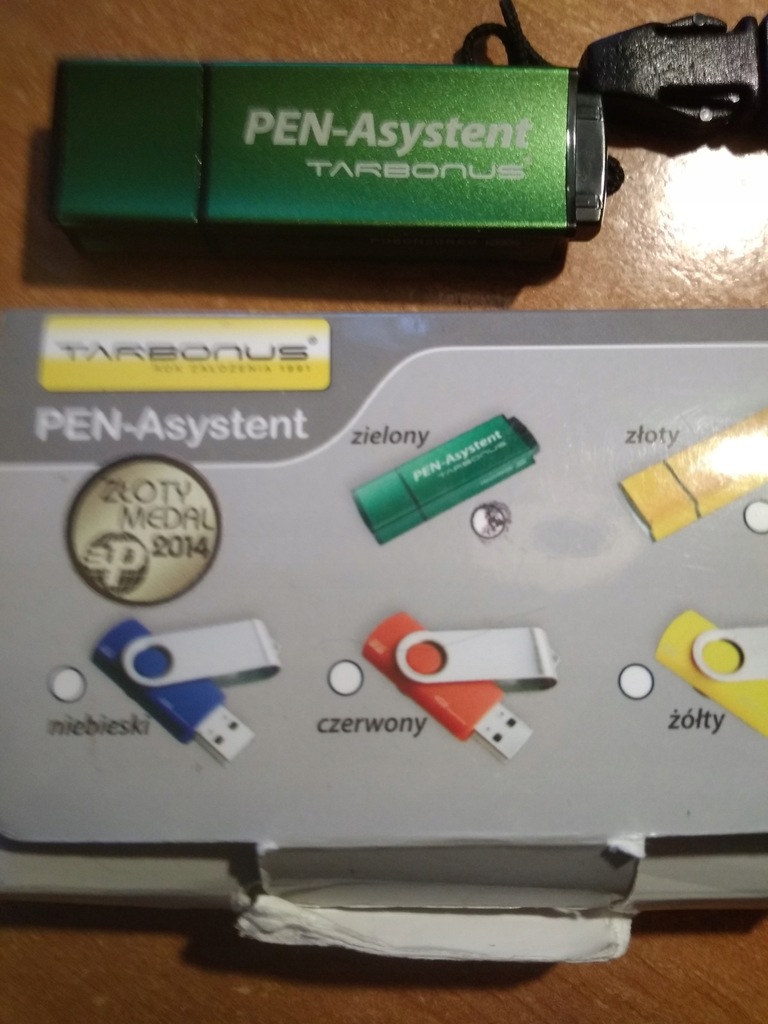 PEN-Asystent
TARBONUS
TARBONUS®
ROK ZAŁOŻENIA 1991
PEN-Asystent
zielony
PEN-Asystent
TARBONUS
złoty
ZŁOTY
MEDAL
2014
niebieski
czerwony
żółty